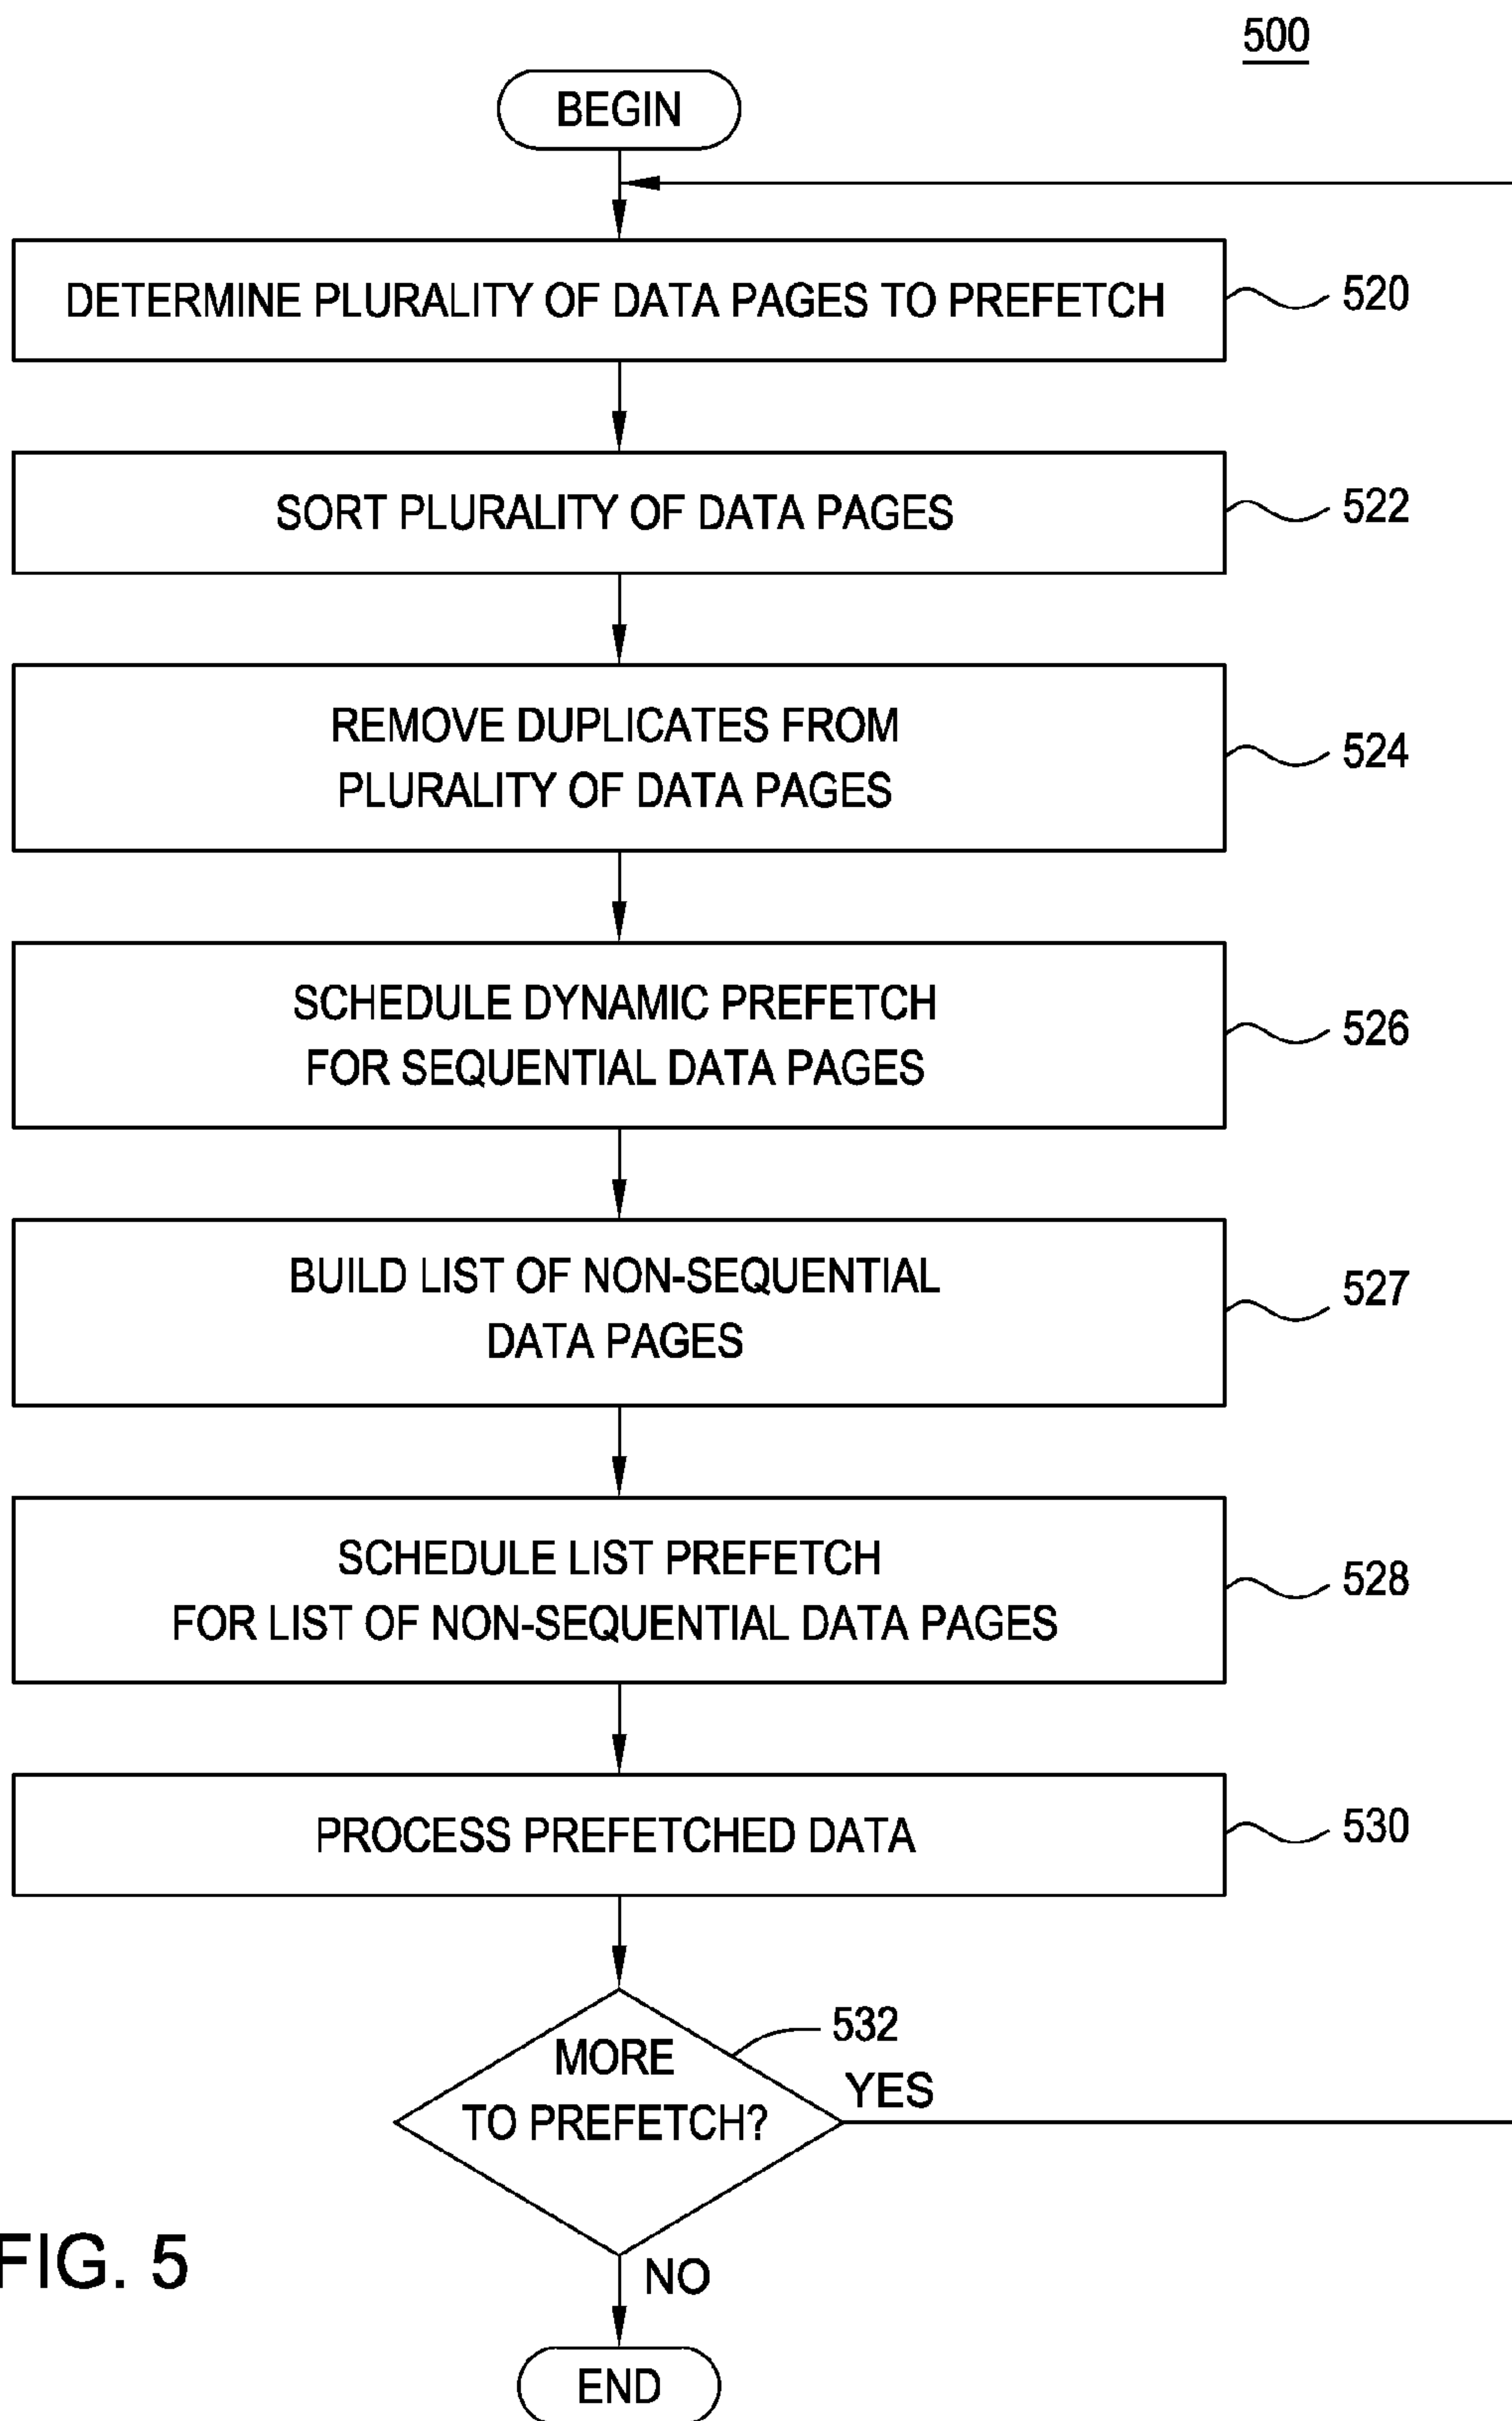 500
BEGIN
DETERMINE PLURALITY OF DATA PAGES TO PREFETCH
520
SORT PLURALITY OF DATA PAGES
522
REMOVE DUPLICATES FROM
PLURALITY OF DATA PAGES
524
SCHEDULE DYNAMIC PREFETCH
FOR SEQUENTIAL DATA PAGES
526
BUILD LIST OF NON-SEQUENTIAL
DATA PAGES
527
SCHEDULE LIST PREFETCH
FOR LIST OF NON-SEQUENTIAL DATA PAGES
528
PROCESS PREFETCHED DATA
530
MORE
TO PREFETCH?
532
YES
NO
FIG. 5
END